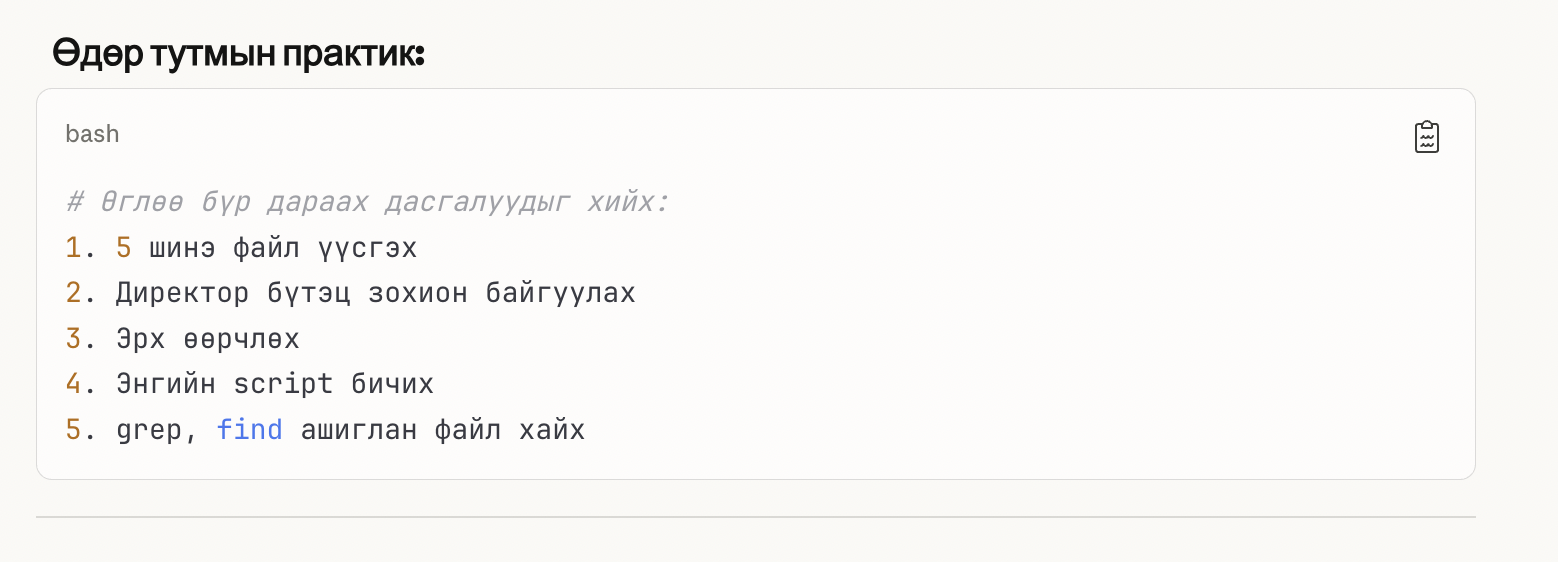 Өдөр тутмын практик:
bash
# Өглөө бүр дараах дасгалуудыг хийх:
1. 5 шинэ файл үүсгэх
2. Директор бүтэц зохион байгуулах
3. Эрх өөрчлөх
4. Энгийн script бичих
5. grep, find ашиглан файл хайх